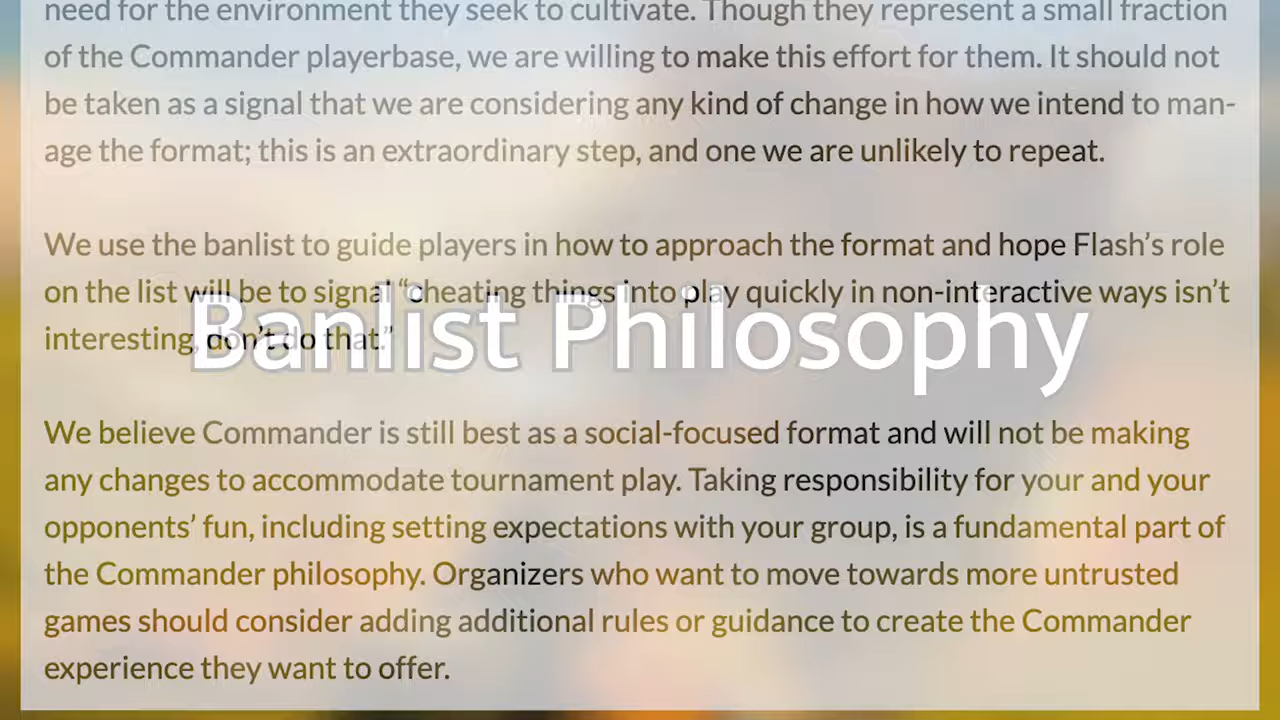 need for the environment they seek to cultivate. Though they represent a small fraction
of the Commander playerbase, we are willing to make this effort for them. It should not
be taken as a signal that we are considering any kind of change in how we intend to man-
age the format; this is an extraordinary step, and one we are unlikely to repeat.
We use the banlist to guide players in how to approach the format and hope Flash’s role
on the list will be to signal “cheating things into play quickly in non-interactive ways isn’t
interesting, don’t do that.”
Banlist Philosophy
We believe Commander is still best as a social-focused format and will not be making
any changes to accommodate tournament play. Taking responsibility for your and your
opponents’ fun, including setting expectations with your group, is a fundamental part of
the Commander philosophy. Organizers who want to move towards more untrusted
games should consider adding additional rules or guidance to create the Commander
experience they want to offer.